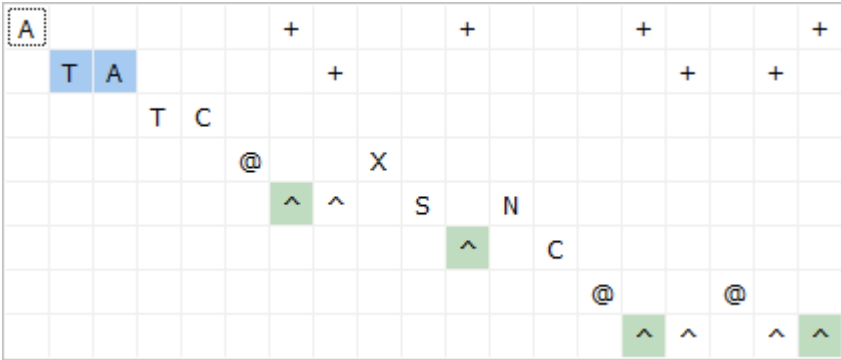 A + + + +
T A + + +
T C
@ X
^ ^ S N
^ C
@ @
^ ^ ^ ^